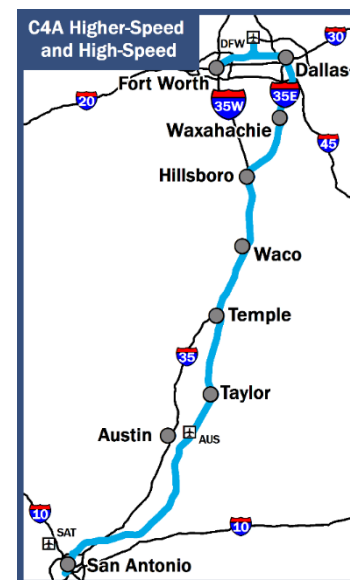 C4A Higher-Speed
and High-Speed
DFW
30
Dallas
Fort Worth
35W
35E
20
Waxahachie
45
Hillsboro
Waco
Temple
35
Taylor
Austin
AUS
10
SAT
10
San Antonio